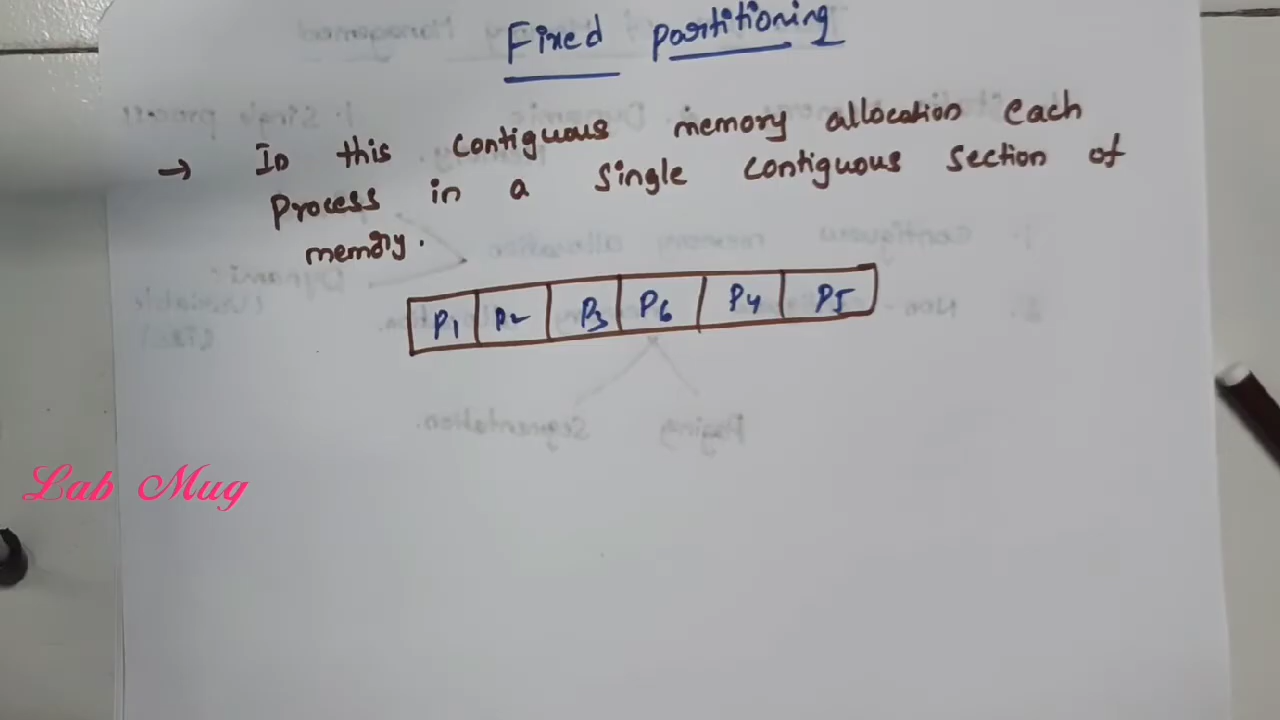 Fixed partitioning
→ In this contiguous memory allocation each
process in a single contiguous section of
memory.
P1 P2 P3 P6 P4 P5
Lab Mug